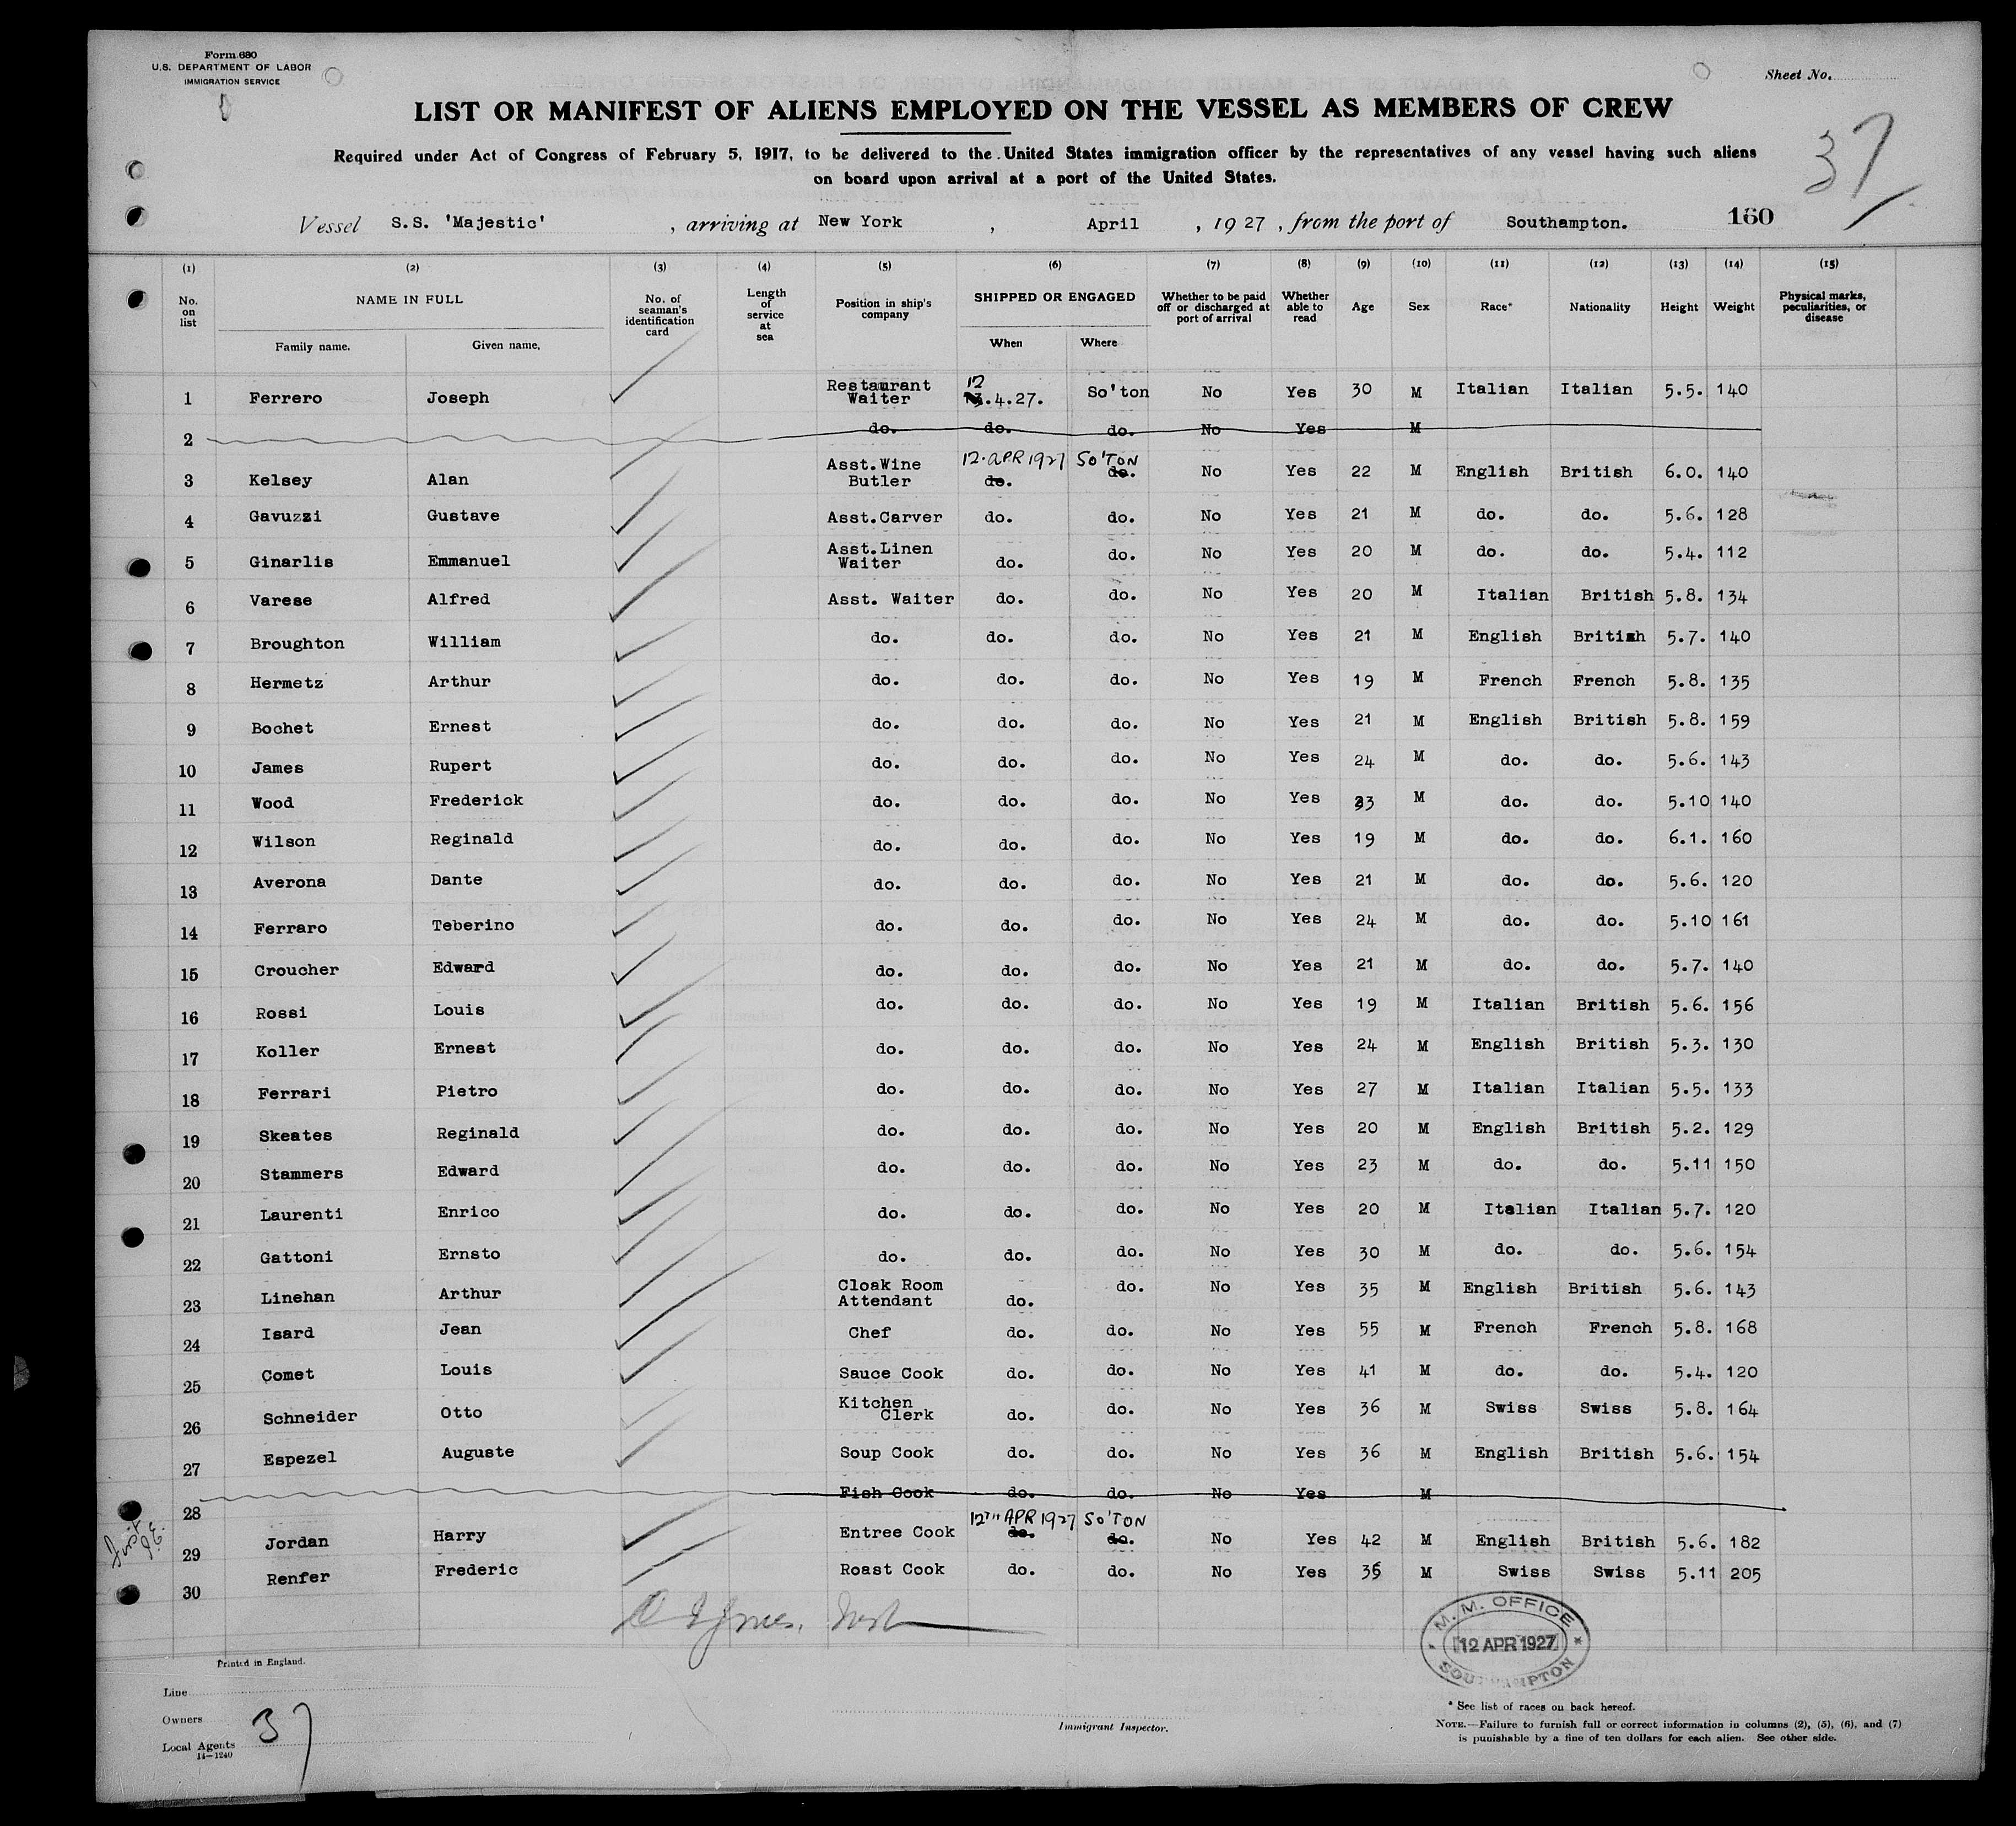 Form 680
U.S. DEPARTMENT OF LABOR
IMMIGRATION SERVICE
Sheet No.
LIST OR MANIFEST OF ALIENS EMPLOYED ON THE VESSEL AS MEMBERS OF CREW
37
Required under Act of Congress of February 5, 1917, to be delivered to the United States immigration officer by the representatives of any vessel having such aliens
on board upon arrival at a port of the United States.
Vessel S.S. 'Majestic' , arriving at New York , April , 1927 , from the port of Southampton. 160
(1) (2) (3) (4) (5) (6) (7) (8) (9) (10) (11) (12) (13) (14) (15)
No. on list NAME IN FULL No. of seaman's identification card Length of service at sea Position in ship's company SHIPPED OR ENGAGED Whether to be paid off or discharged at port of arrival Whether able to read Age Sex Race* Nationality Height Weight Physical marks, peculiarities, or disease
Family name. Given name. When Where
1 Ferrero Joseph Restaurant Waiter 12.4.27. So'ton No Yes 30 M Italian Italian 5.5. 140
2 do. do. do. No Yes M
3 Kelsey Alan Asst.Wine Butler 12.APR 1927 do. SO'TON do. No Yes 22 M English British 6.0. 140
4 Gavuzzi Gustave Asst.Carver do. do. No Yes 21 M do. do. 5.6. 128
5 Ginarlis Emmanuel Asst.Linen Waiter do. do. No Yes 20 M do. do. 5.4. 112
6 Varese Alfred Asst. Waiter do. do. No Yes 20 M Italian British 5.8. 134
7 Broughton William do. do. do. No Yes 21 M English British 5.7. 140
8 Hermetz Arthur do. do. do. No Yes 19 M French French 5.8. 135
9 Bochet Ernest do. do. do. No Yes 21 M English British 5.8. 159
10 James Rupert do. do. do. No Yes 24 M do. do. 5.6. 143
11 Wood Frederick do. do. do. No Yes 23 M do. do. 5.10 140
12 Wilson Reginald do. do. do. No Yes 19 M do. do. 6.1. 160
13 Averona Dante do. do. do. No Yes 21 M do. do. 5.6. 120
14 Ferraro Teberino do. do. do. No Yes 24 M do. do. 5.10 161
15 Croucher Edward do. do. do. No Yes 21 M do. do. 5.7. 140
16 Rossi Louis do. do. do. No Yes 19 M Italian British 5.6. 156
17 Koller Ernest do. do. do. No Yes 24 M English British 5.3. 130
18 Ferrari Pietro do. do. do. No Yes 27 M Italian Italian 5.5. 133
19 Skeates Reginald do. do. do. No Yes 20 M English British 5.2. 129
20 Stammers Edward do. do. do. No Yes 23 M do. do. 5.11 150
21 Laurenti Enrico do. do. do. No Yes 20 M Italian Italian 5.7. 120
22 Gattoni Ernsto do. do. do. No Yes 30 M do. do. 5.6. 154
23 Linehan Arthur Cloak Room Attendant do. do. No Yes 35 M English British 5.6. 143
24 Isard Jean Chef do. do. No Yes 55 M French French 5.8. 168
25 Comet Louis Sauce Cook do. do. No Yes 41 M do. do. 5.4. 120
26 Schneider Otto Kitchen Clerk do. do. No Yes 36 M Swiss Swiss 5.8. 164
27 Espezel Auguste Soup Cook do. do. No Yes 36 M English British 5.6. 154
28 Fish Cook do. do. No Yes M
29 Jordan Harry Entree Cook 12TH APR 1927 do. SO'TON do. No Yes 42 M English British 5.6. 182
30 Renfer Frederic Roast Cook do. do. No Yes 36 M Swiss Swiss 5.11 205
M. M. OFFICE
12 APR 1927
SOUTHAMPTON
Printed in England.
Line
Owners
Local Agents
14—1240
37
Immigrant Inspector.
* See list of races on back hereof.
NOTE.—Failure to furnish full or correct information in columns (2), (5), (6), and (7)
is punishable by a fine of ten dollars for each alien. See other side.